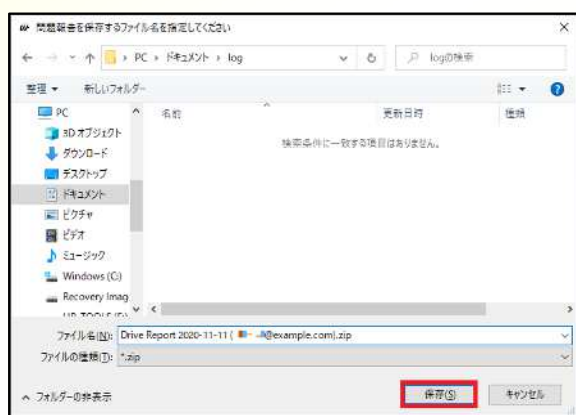 問題報告を保存するファイル名を指定してください
PC › ドキュメント › log
logの検索
整理
新しいフォルダー
PC
3D オブジェクト
ダウンロード
デスクトップ
ドキュメント
ピクチャ
ビデオ
ミュージック
Windows (C:)
Recovery Imag
名前
更新日時
種類
検索条件に一致する項目はありません。
ファイル名(N): Drive Report 2020-11-11 ( @example.com).zip
ファイルの種類(T): *.zip
フォルダーの非表示
保存(S)
キャンセル